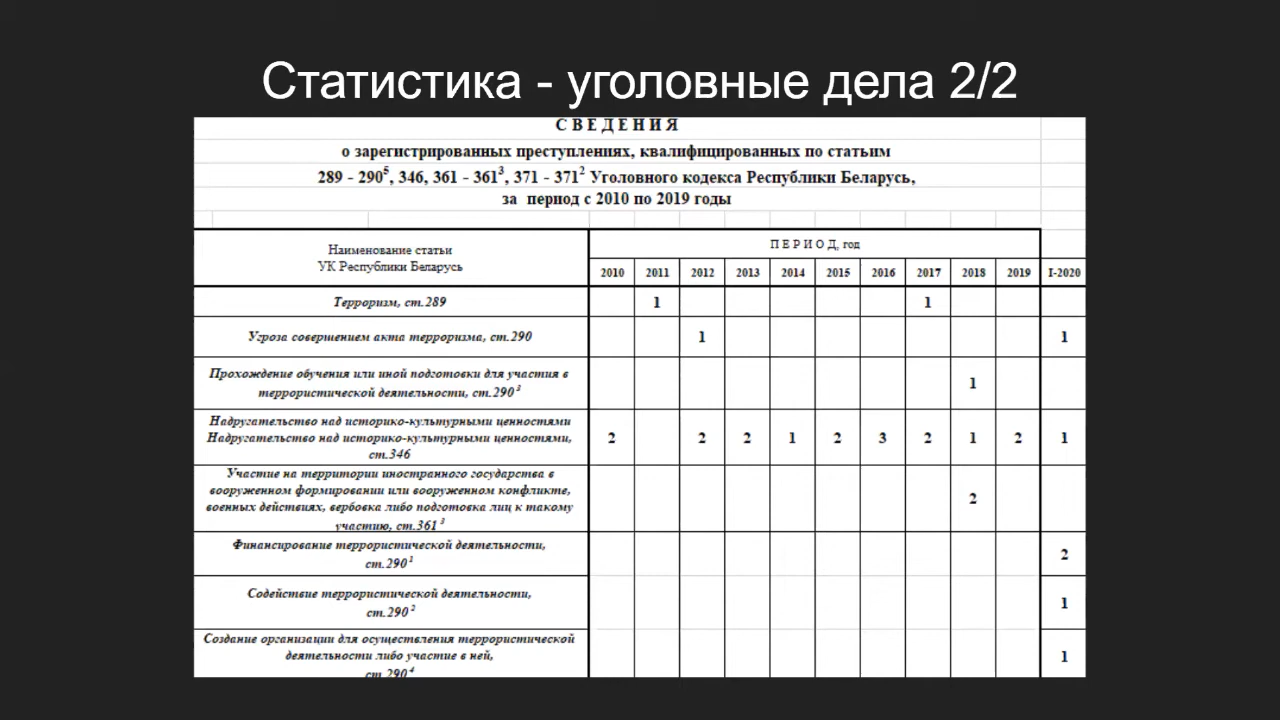 Статистика - уголовные дела 2/2
С В Е Д Е Н И Я
о зарегистрированных преступлениях, квалифицированных по статьям
289 - 290⁵, 346, 361 - 361³, 371 - 371² Уголовного кодекса Республики Беларусь,
за период с 2010 по 2019 годы
Наименование статьи
УК Республики Беларусь
П Е Р И О Д, год
2010 2011 2012 2013 2014 2015 2016 2017 2018 2019 I-2020
Терроризм, ст.289 1 1
Угроза совершением акта терроризма, ст.290 1 1
Прохождение обучения или иной подготовки для участия в
террористической деятельности, ст.290³ 1
Надругательство над историко-культурными ценностями
Надругательство над историко-культурными ценностями,
ст.346
2 2 2 1 2 3 2 1 2 1
Участие на территории иностранного государства в
вооруженном формировании или вооруженном конфликте,
военных действиях, вербовка либо подготовка лиц к такому
участию, ст.361³
2
Финансирование террористической деятельности,
ст.290¹
2
Содействие террористической деятельности,
ст.290²
1
Создание организации для осуществления террористической
деятельности либо участие в ней,
ст.290⁴
1